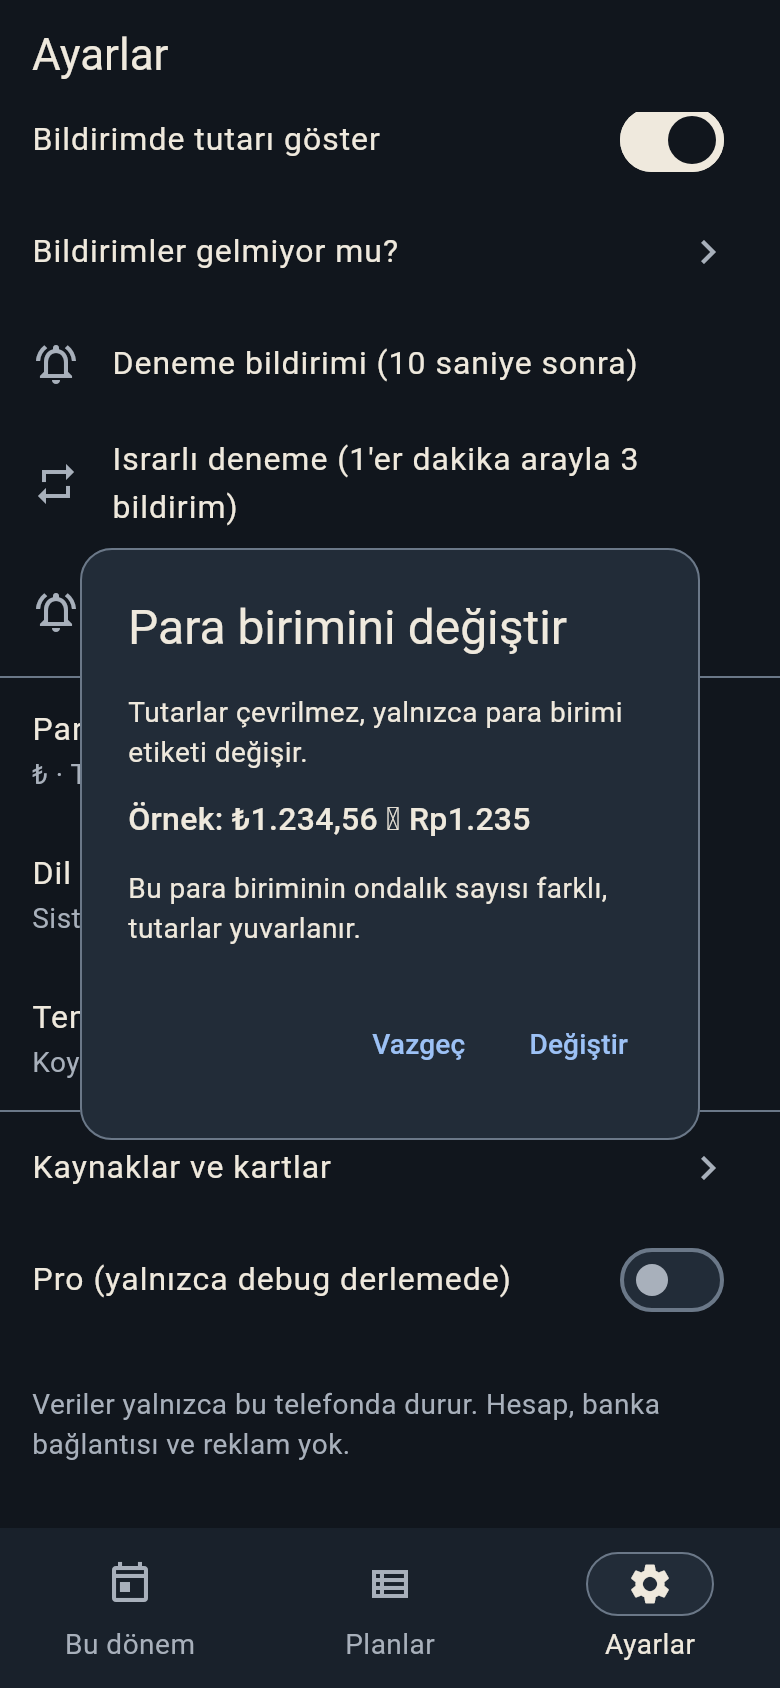 Ayarlar
Bildirimde tutarı göster
Bildirimler gelmiyor mu?
Deneme bildirimi (10 saniye sonra)
Israrlı deneme (1'er dakika arayla 3
bildirim)
Para birimini değiştir
Tutarlar çevrilmez, yalnızca para birimi
etiketi değişir.
Örnek: ₺1.234,56 Rp1.235
Bu para biriminin ondalık sayısı farklı,
tutarlar yuvarlanır.
Vazgeç Değiştir
Par
₺ · T
Dil
Sist
Ter
Koy
Kaynaklar ve kartlar
Pro (yalnızca debug derlemede)
Veriler yalnızca bu telefonda durur. Hesap, banka
bağlantısı ve reklam yok.
Bu dönem Planlar Ayarlar